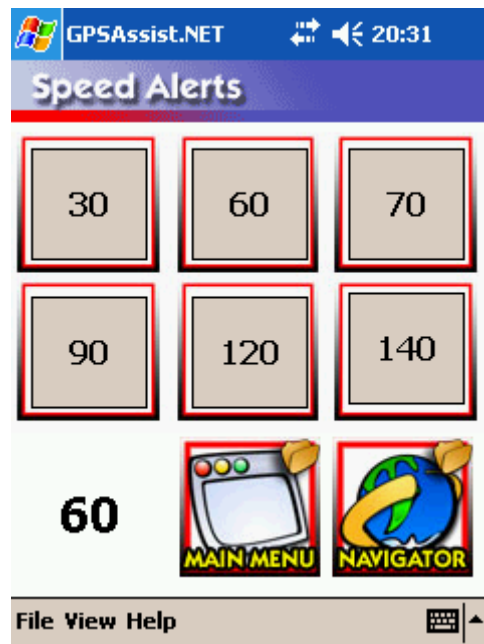 GPSAssist.NET 20:31
Speed Alerts
30 60 70
90 120 140
60 MAIN MENU NAVIGATOR
File View Help